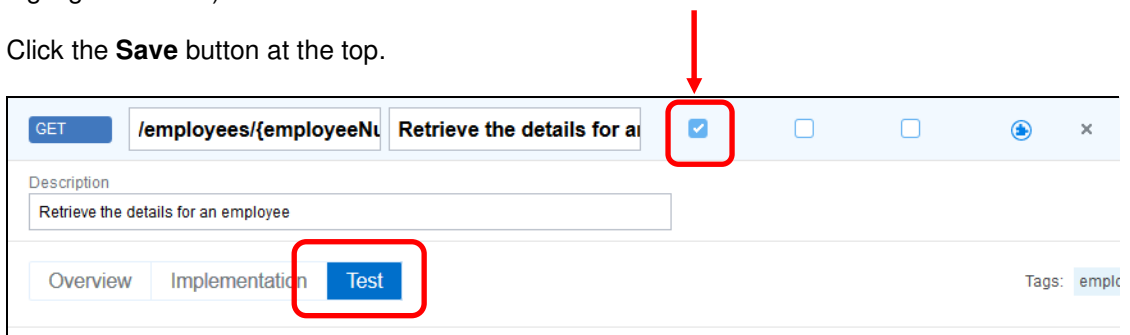 Click the Save button at the top.
GET /employees/{employeeNu Retrieve the details for a
Description
Retrieve the details for an employee
Overview Implementation Test Tags: emplo